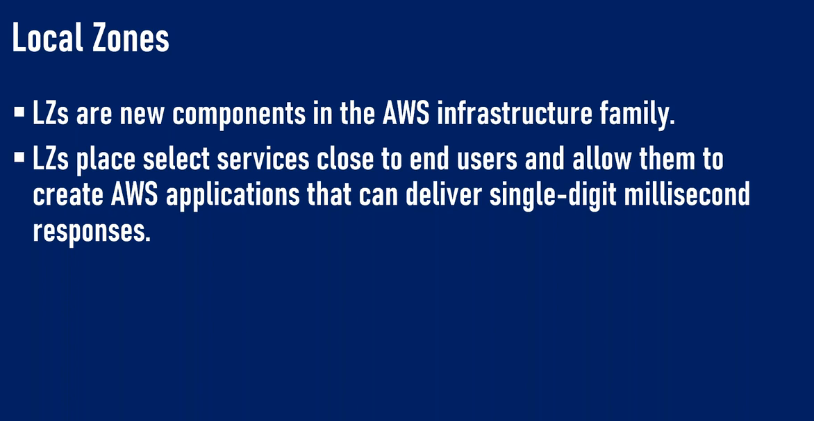 Local Zones
▪ LZs are new components in the AWS infrastructure family.
▪ LZs place select services close to end users and allow them to
create AWS applications that can deliver single-digit millisecond
responses.